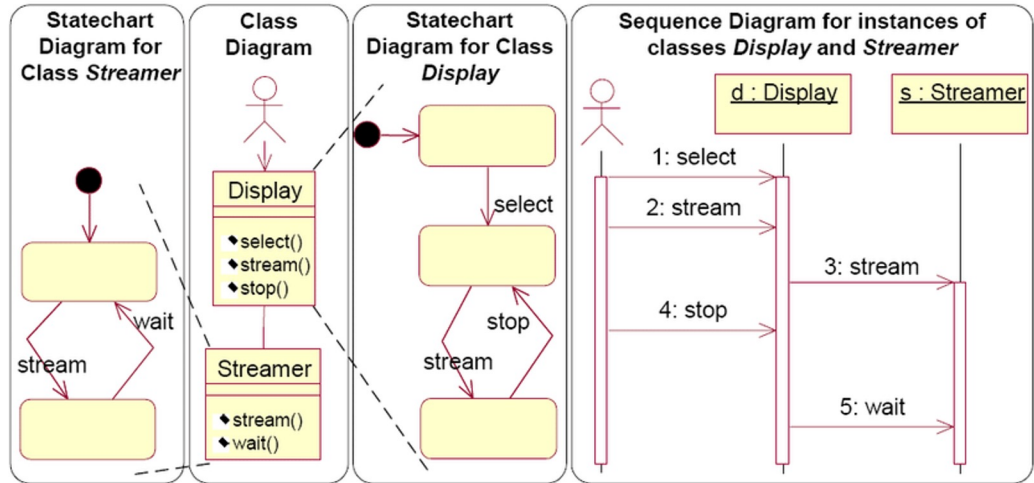 Statechart
Diagram for
Class Streamer
stream
wait
Class
Diagram
Display
select()
stream()
stop()
Streamer
stream()
wait()
Statechart
Diagram for Class
Display
select
stop
stream
Sequence Diagram for instances of
classes Display and Streamer
d : Display
s : Streamer
1: select
2: stream
3: stream
4: stop
5: wait